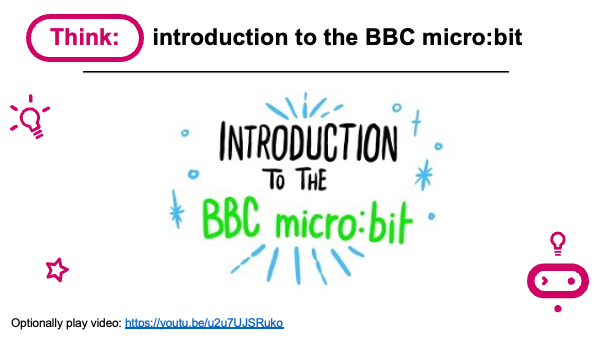 Think: introduction to the BBC micro:bit
INTRODUCTION
TO THE
BBC micro:bit
Optionally play video: https://youtu.be/u2u7UJSRuko